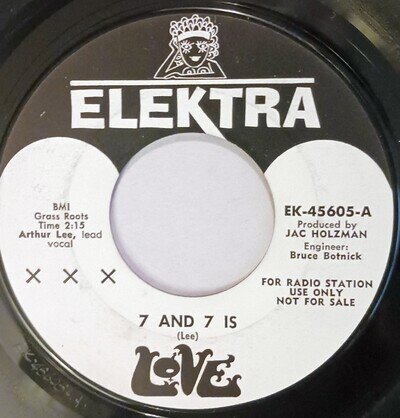 ELEKTRA
BMI
Grass Roots
Time 2:15
Arthur Lee, lead
vocal
X X X
EK-45605-A
Produced by
JAC HOLZMAN
Engineer:
Bruce Botnick
FOR RADIO STATION
USE ONLY
NOT FOR SALE
7 AND 7 IS
(Lee)
LOVE